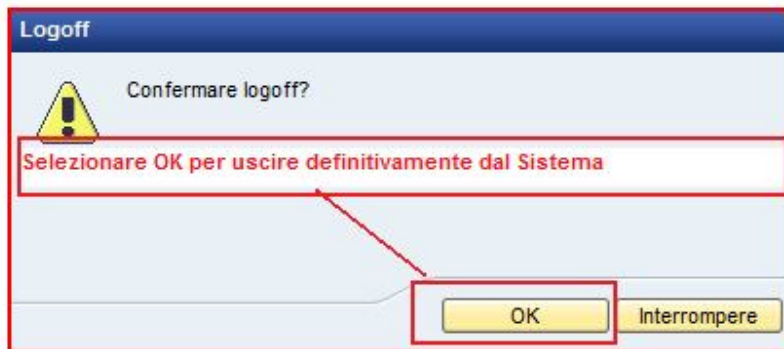 Logoff
Confermare logoff?
Selezionare OK per uscire definitivamente dal Sistema
OK
Interrompere